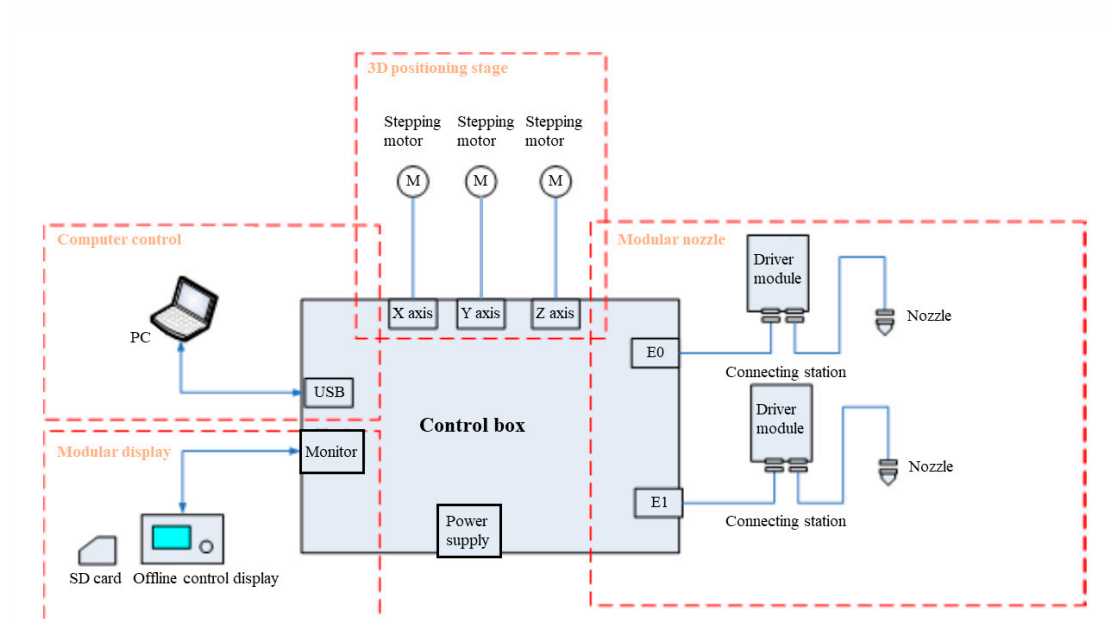 3D positioning stage
Stepping
motor
Stepping
motor
Stepping
motor
M
M
M
X axis
Y axis
Z axis
Computer control
PC
USB
Modular display
Monitor
SD card
Offline control display
Control box
Power
supply
Modular nozzle
E0
Driver
module
Connecting station
Nozzle
E1
Driver
module
Connecting station
Nozzle